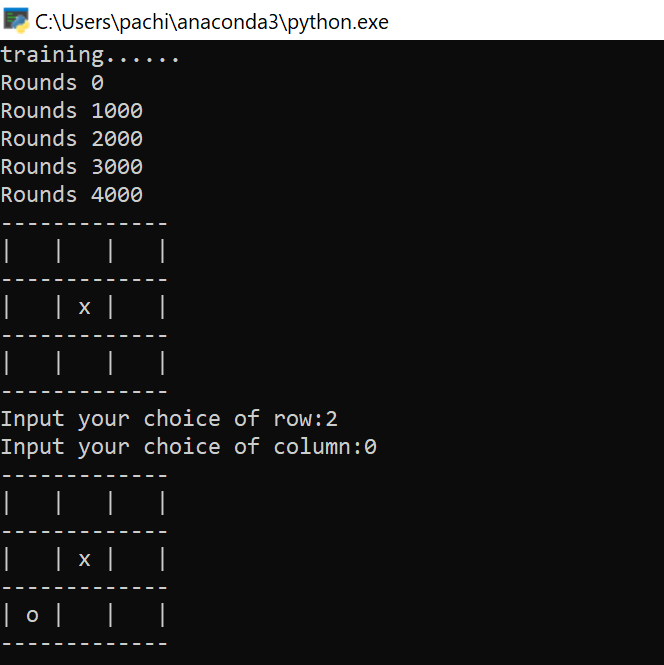 C:\Users\pachi\anaconda3\python.exe
training......
Rounds 0
Rounds 1000
Rounds 2000
Rounds 3000
Rounds 4000
-------------
|   |   |   |
-------------
|   | x |   |
-------------
|   |   |   |
-------------
Input your choice of row:2
Input your choice of column:0
-------------
|   |   |   |
-------------
|   | x |   |
-------------
| o |   |   |
-------------